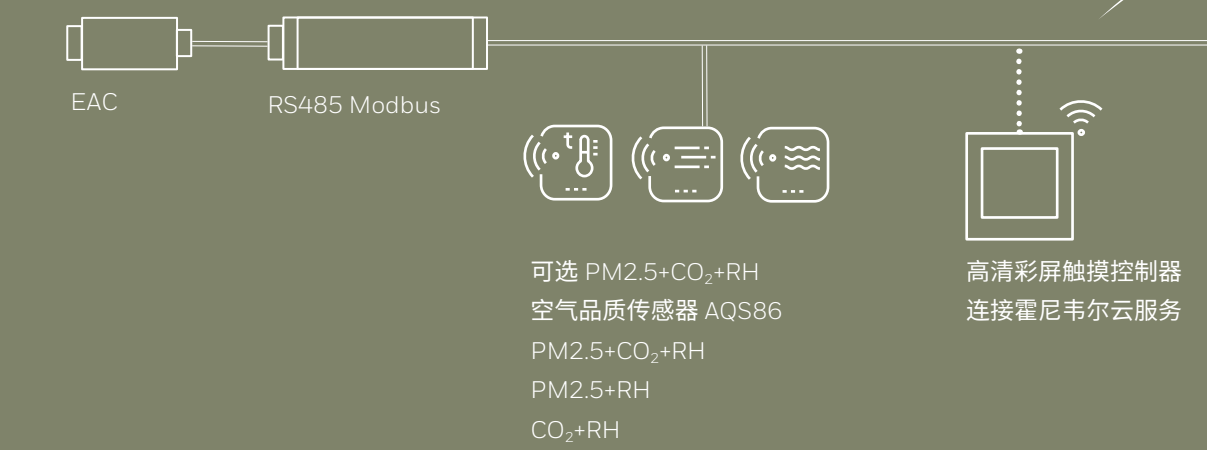 EAC
RS485 Modbus
t
可选 PM2.5+CO₂+RH
空气品质传感器 AQS86
PM2.5+CO₂+RH
PM2.5+RH
CO₂+RH
高清彩屏触摸控制器
连接霍尼韦尔云服务